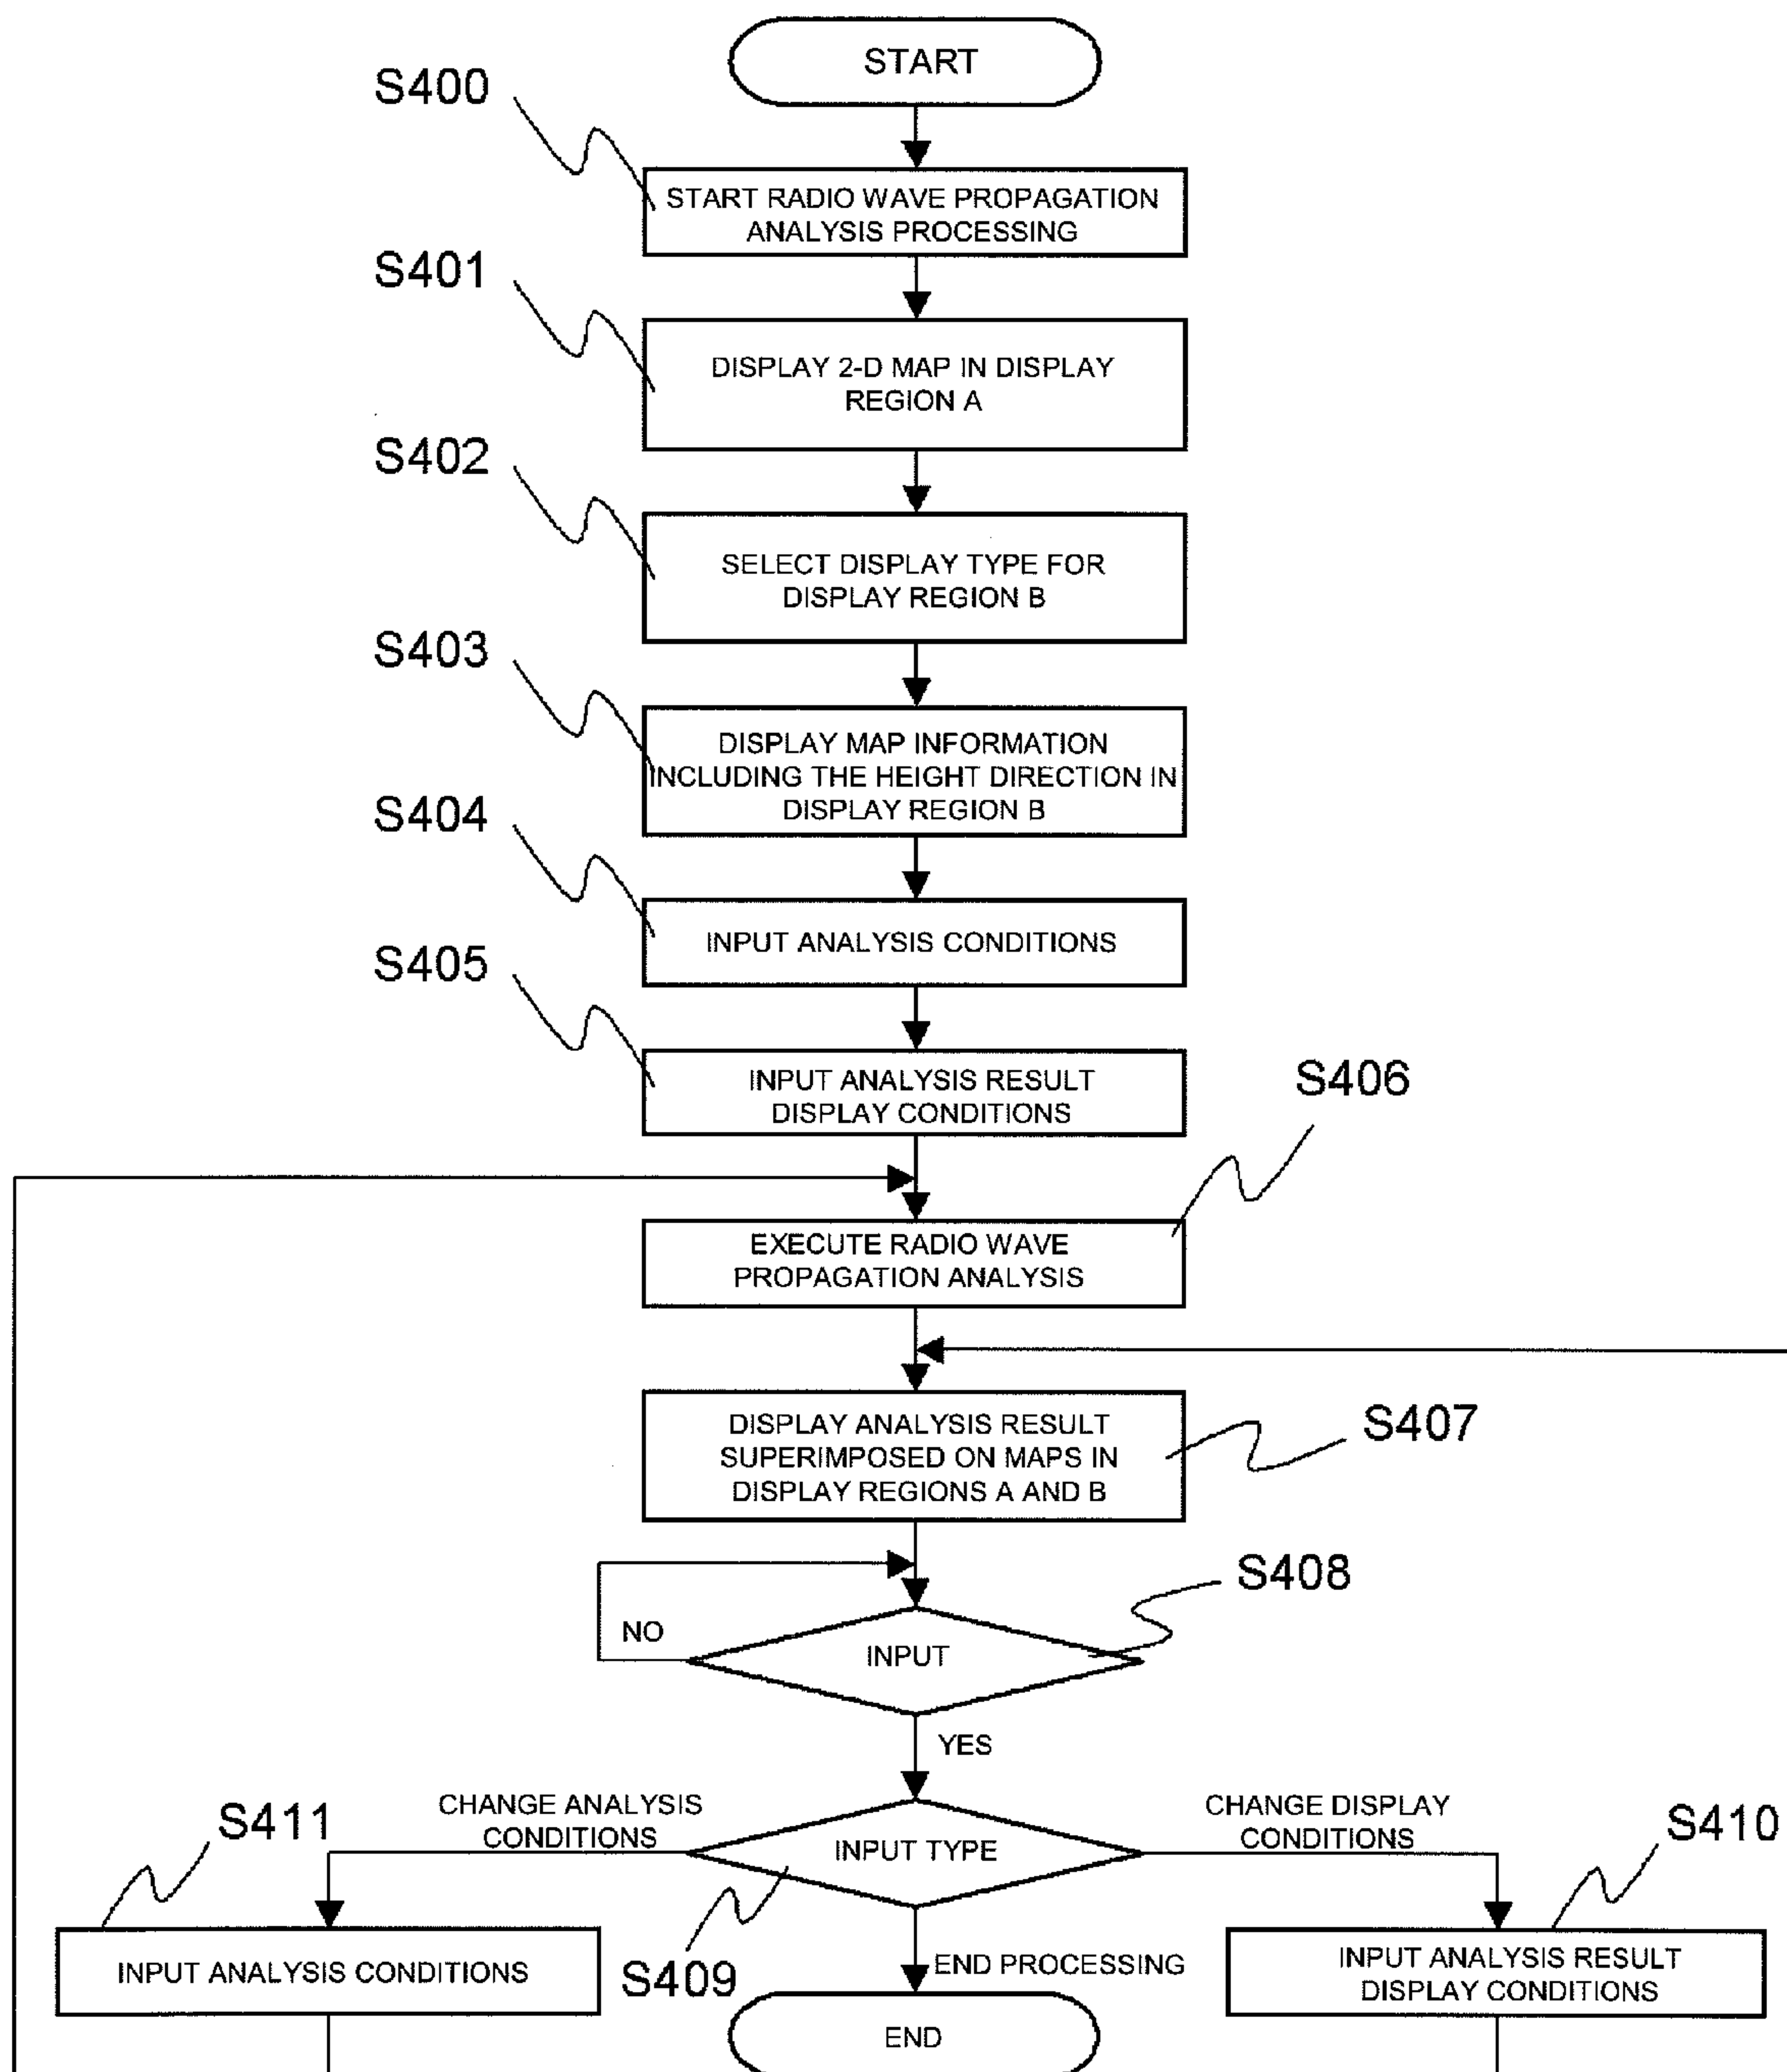 START
S400
START RADIO WAVE PROPAGATION
ANALYSIS PROCESSING
S401
DISPLAY 2-D MAP IN DISPLAY
REGION A
S402
SELECT DISPLAY TYPE FOR
DISPLAY REGION B
S403
DISPLAY MAP INFORMATION
INCLUDING THE HEIGHT DIRECTION IN
DISPLAY REGION B
S404
INPUT ANALYSIS CONDITIONS
S405
INPUT ANALYSIS RESULT
DISPLAY CONDITIONS
S406
EXECUTE RADIO WAVE
PROPAGATION ANALYSIS
S407
DISPLAY ANALYSIS RESULT
SUPERIMPOSED ON MAPS IN
DISPLAY REGIONS A AND B
S408
NO
INPUT
YES
CHANGE ANALYSIS
CONDITIONS
CHANGE DISPLAY
CONDITIONS
S411
INPUT TYPE
S410
INPUT ANALYSIS CONDITIONS
S409
END PROCESSING
INPUT ANALYSIS RESULT
DISPLAY CONDITIONS
END